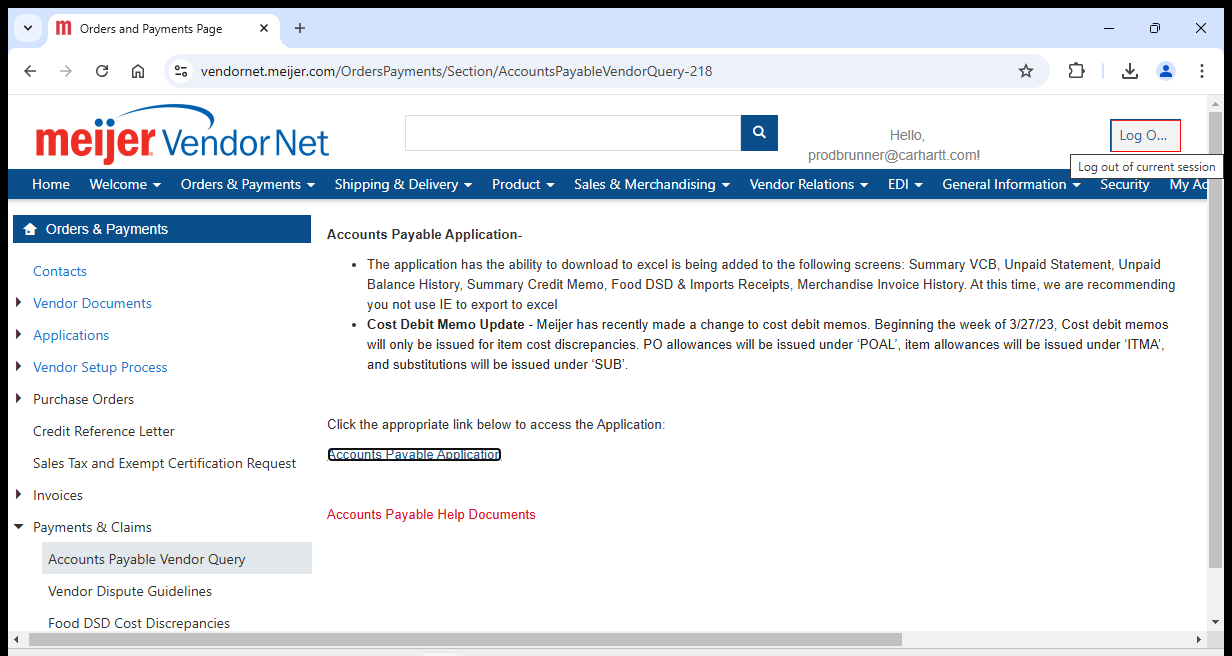 Orders and Payments Page
vendornet.meijer.com/OrdersPayments/Section/AccountsPayableVendorQuery-218
meijer VendorNet
Hello,
prodbrunner@carhartt.com!
Log O...
Log out of current session
Home Welcome Orders & Payments Shipping & Delivery Product Sales & Merchandising Vendor Relations EDI General Information Security My Ac
Orders & Payments
Contacts
Vendor Documents
Applications
Vendor Setup Process
Purchase Orders
Credit Reference Letter
Sales Tax and Exempt Certification Request
Invoices
Payments & Claims
Accounts Payable Vendor Query
Vendor Dispute Guidelines
Food DSD Cost Discrepancies
Accounts Payable Application-
• The application has the ability to download to excel is being added to the following screens: Summary VCB, Unpaid Statement, Unpaid
Balance History, Summary Credit Memo, Food DSD & Imports Receipts, Merchandise Invoice History. At this time, we are recommending
you not use IE to export to excel
• Cost Debit Memo Update - Meijer has recently made a change to cost debit memos. Beginning the week of 3/27/23, Cost debit memos
will only be issued for item cost discrepancies. PO allowances will be issued under ‘POAL’, item allowances will be issued under ‘ITMA’,
and substitutions will be issued under ‘SUB’.
Click the appropriate link below to access the Application:
Accounts Payable Application
Accounts Payable Help Documents